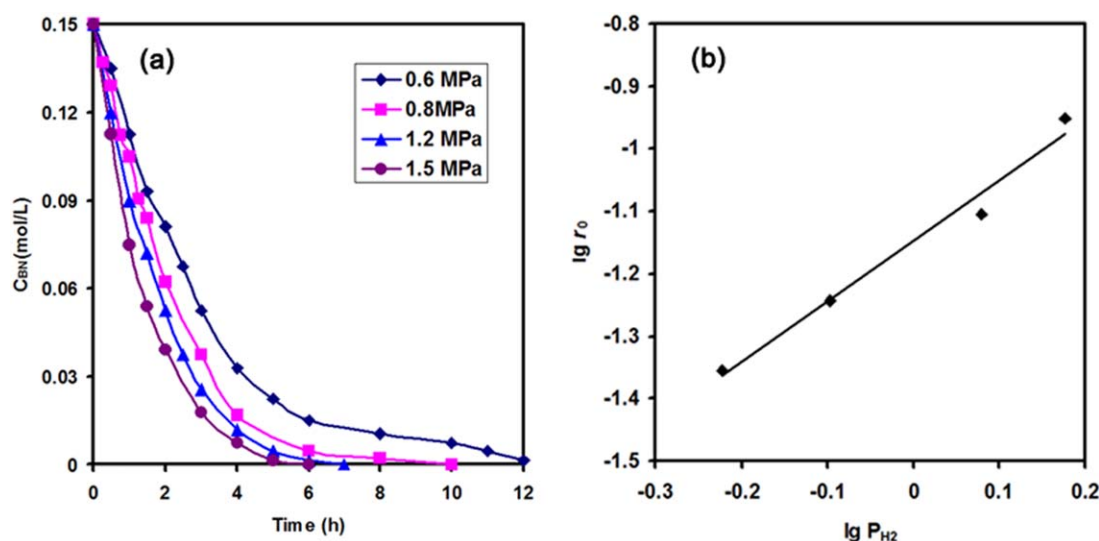 (a)
0.15
0.12
0.09
0.06
0.03
0
C_BN(mol/L)
0.6 MPa
0.8MPa
1.2 MPa
1.5 MPa
0 2 4 6 8 10 12
Time (h)
(b)
-0.8
-0.9
-1
-1.1
-1.2
-1.3
-1.4
-1.5
lg r0
-0.3 -0.2 -0.1 0 0.1 0.2
lg P_H2